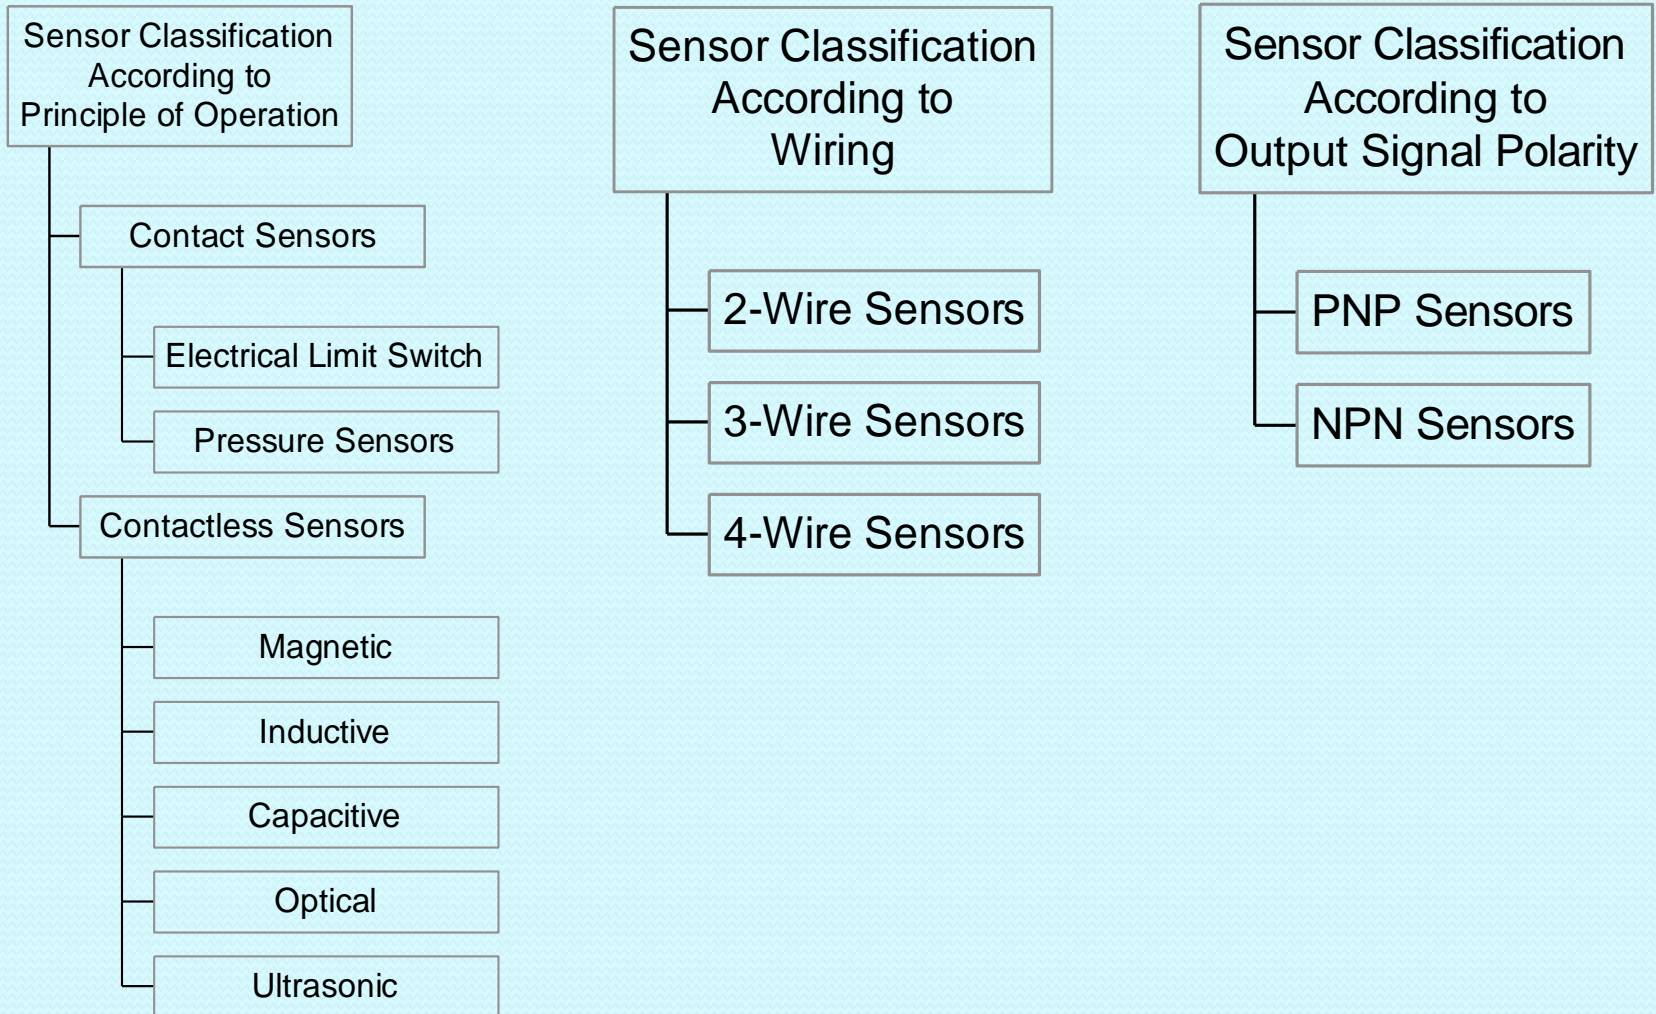 Sensor Classification
According to
Principle of Operation
Contact Sensors
Electrical Limit Switch
Pressure Sensors
Contactless Sensors
Magnetic
Inductive
Capacitive
Optical
Ultrasonic
Sensor Classification
According to
Wiring
2-Wire Sensors
3-Wire Sensors
4-Wire Sensors
Sensor Classification
According to
Output Signal Polarity
PNP Sensors
NPN Sensors